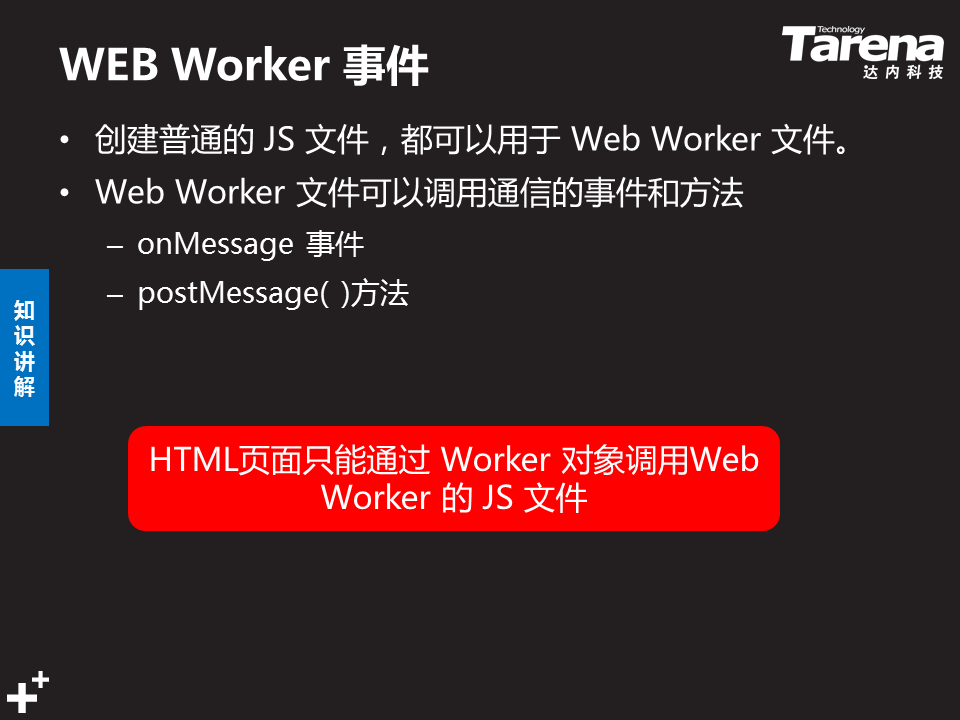 WEB Worker 事件
Technology
Tarena
达内科技
• 创建普通的 JS 文件，都可以用于 Web Worker 文件。
• Web Worker 文件可以调用通信的事件和方法
– onMessage 事件
– postMessage( )方法
知识讲解
HTML页面只能通过 Worker 对象调用Web
Worker 的 JS 文件